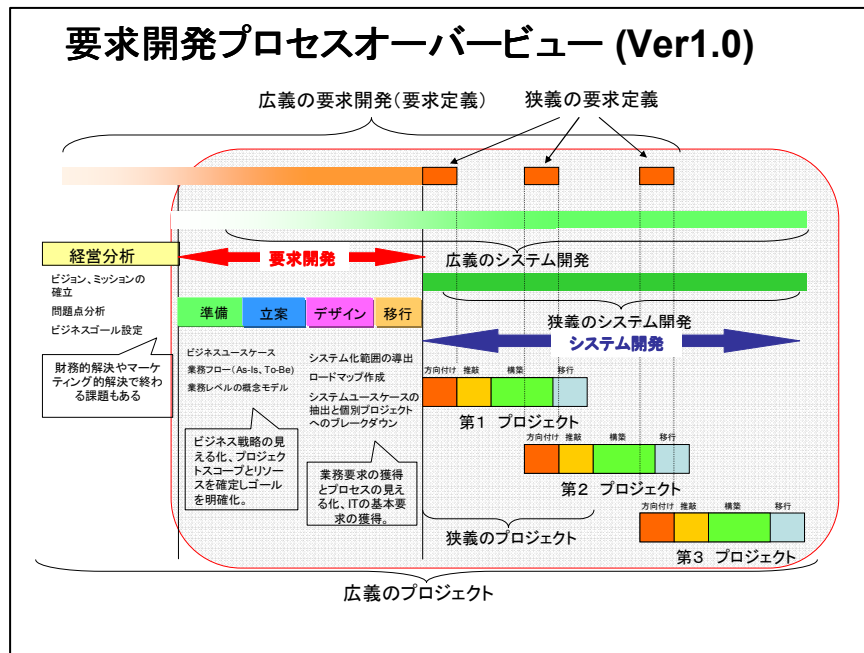 要求開発プロセスオーバービュー (Ver1.0)
広義の要求開発(要求定義)
狭義の要求定義
広義のシステム開発
経営分析
要求開発
ビジョン、ミッションの
確立
問題点分析
ビジネスゴール設定
準備
立案
デザイン
移行
狭義のシステム開発
システム開発
財務的解決やマーケ
ティング的解決で終わ
る課題もある
ビジネスユースケース
業務フロー(As-Is、To-Be)
業務レベルの概念モデル
システム化範囲の導出
ロードマップ作成
システムユースケースの
抽出と個別プロジェクト
へのブレークダウン
ビジネス戦略の見
える化、プロジェクト
スコープとリソー
スを確定しゴール
を明確化。
業務要求の獲得
とプロセスの見え
る化、ITの基本要
求の獲得。
方向付け
推敲
構築
移行
第1 プロジェクト
方向付け
推敲
構築
移行
第2 プロジェクト
方向付け
推敲
構築
移行
第3 プロジェクト
狭義のプロジェクト
広義のプロジェクト